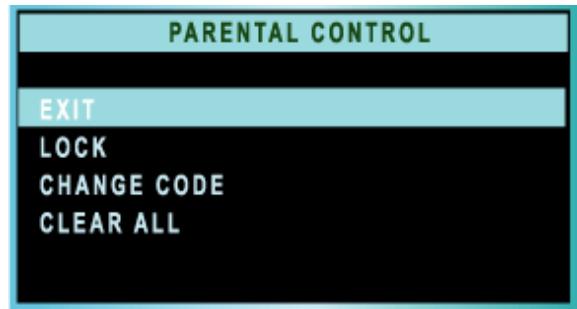 PARENTAL CONTROL
EXIT
LOCK
CHANGE CODE
CLEAR ALL